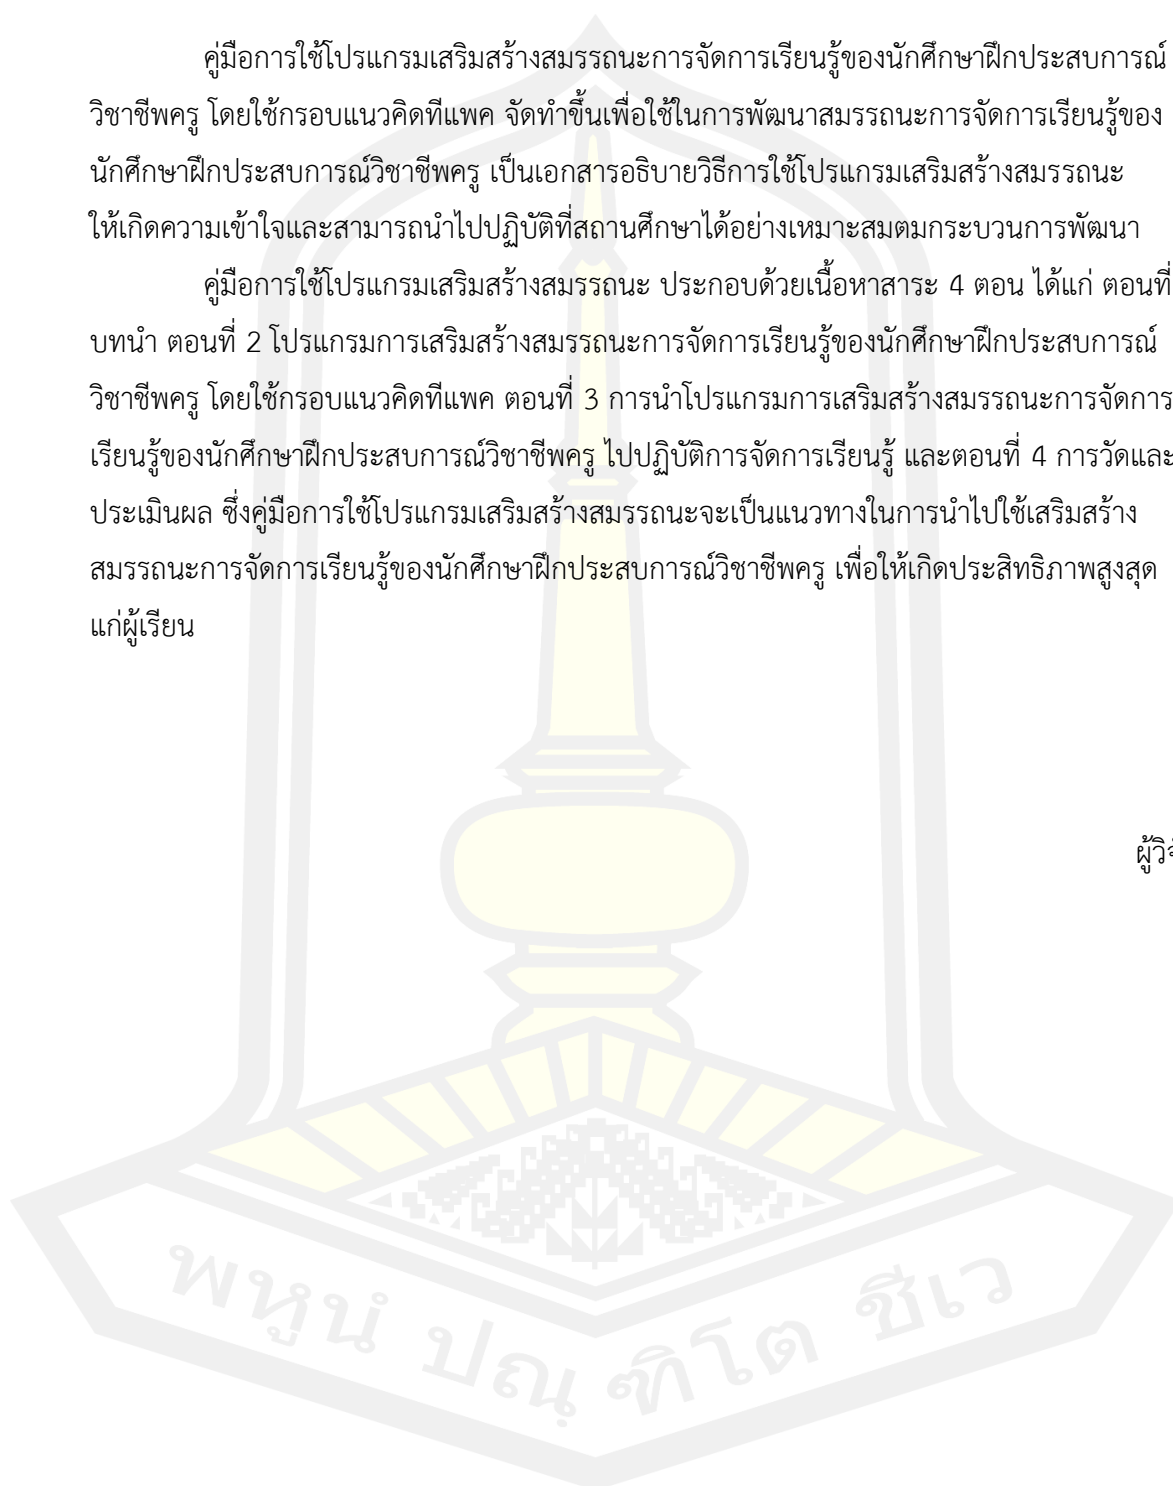 คู่มือการใช้โปรแกรมเสริมสร้างสมรรถนะการจัดการเรียนรู้ของนักศึกษาฝึกประสบการณ์
วิชาชีพครู โดยใช้กรอบแนวคิดทีแพค จัดทำขึ้นเพื่อใช้ในการพัฒนาสมรรถนะการจัดการเรียนรู้ของ
นักศึกษาฝึกประสบการณ์วิชาชีพครู เป็นเอกสารอธิบายวิธีการใช้โปรแกรมเสริมสร้างสมรรถนะ
ให้เกิดความเข้าใจและสามารถนำไปปฏิบัติที่สถานศึกษาได้อย่างเหมาะสมตมกระบวนการพัฒนา
คู่มือการใช้โปรแกรมเสริมสร้างสมรรถนะ ประกอบด้วยเนื้อหาสาระ 4 ตอน ได้แก่ ตอนที่
บทนำ ตอนที่ 2 โปรแกรมการเสริมสร้างสมรรถนะการจัดการเรียนรู้ของนักศึกษาฝึกประสบการณ์
วิชาชีพครู โดยใช้กรอบแนวคิดทีแพค ตอนที่ 3 การนำโปรแกรมการเสริมสร้างสมรรถนะการจัดการ
เรียนรู้ของนักศึกษาฝึกประสบการณ์วิชาชีพครู ไปปฏิบัติการจัดการเรียนรู้ และตอนที่ 4 การวัดและ
ประเมินผล ซึ่งคู่มือการใช้โปรแกรมเสริมสร้างสมรรถนะจะเป็นแนวทางในการนำไปใช้เสริมสร้าง
สมรรถนะการจัดการเรียนรู้ของนักศึกษาฝึกประสบการณ์วิชาชีพครู เพื่อให้เกิดประสิทธิภาพสูงสุด
แก่ผู้เรียน
พหูนํ ปณฺฑิโต ชีเว